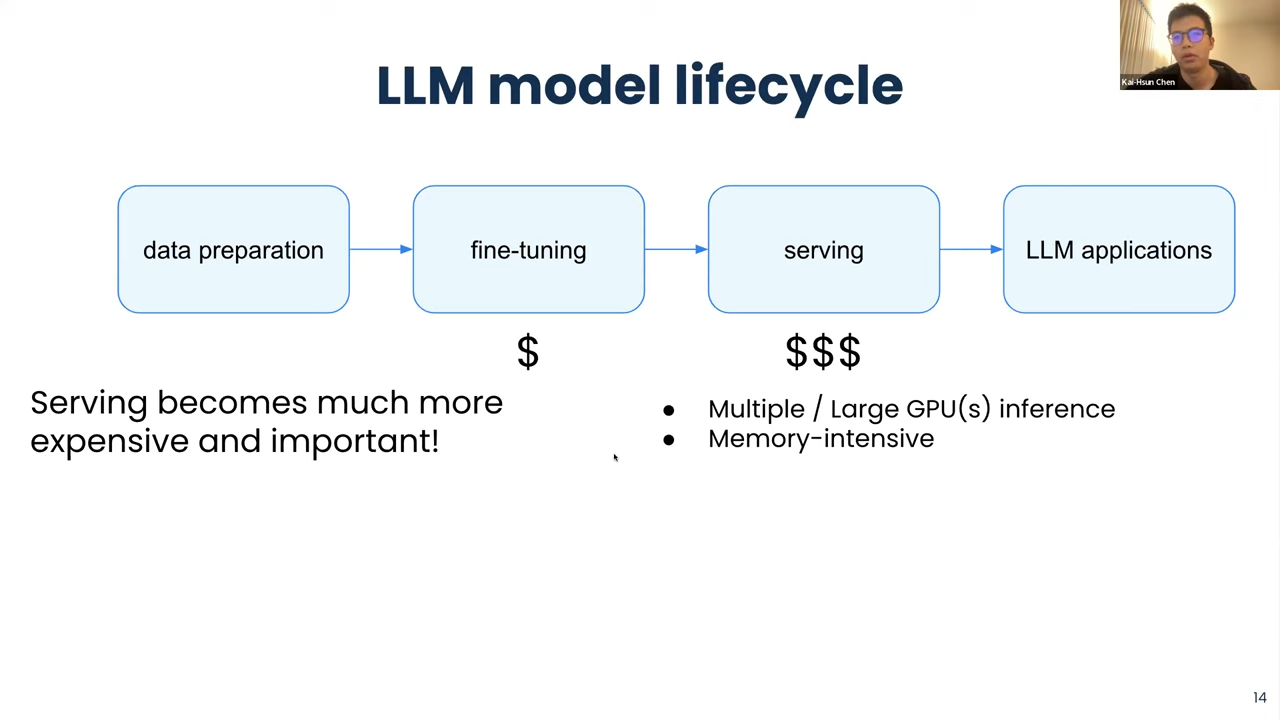 Kai-Hsun Chen
LLM model lifecycle
data preparation
fine-tuning
serving
LLM applications
$
$$$
Serving becomes much more
expensive and important!
● Multiple / Large GPU(s) inference
● Memory-intensive
14